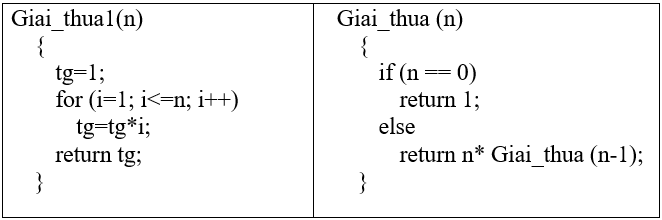 Giai_thua1(n)
{
tg=1;
for (i=1; i<=n; i++)
tg=tg*i;
return tg;
}
Giai_thua (n)
{
if (n == 0)
return 1;
else
return n* Giai_thua (n-1);
}